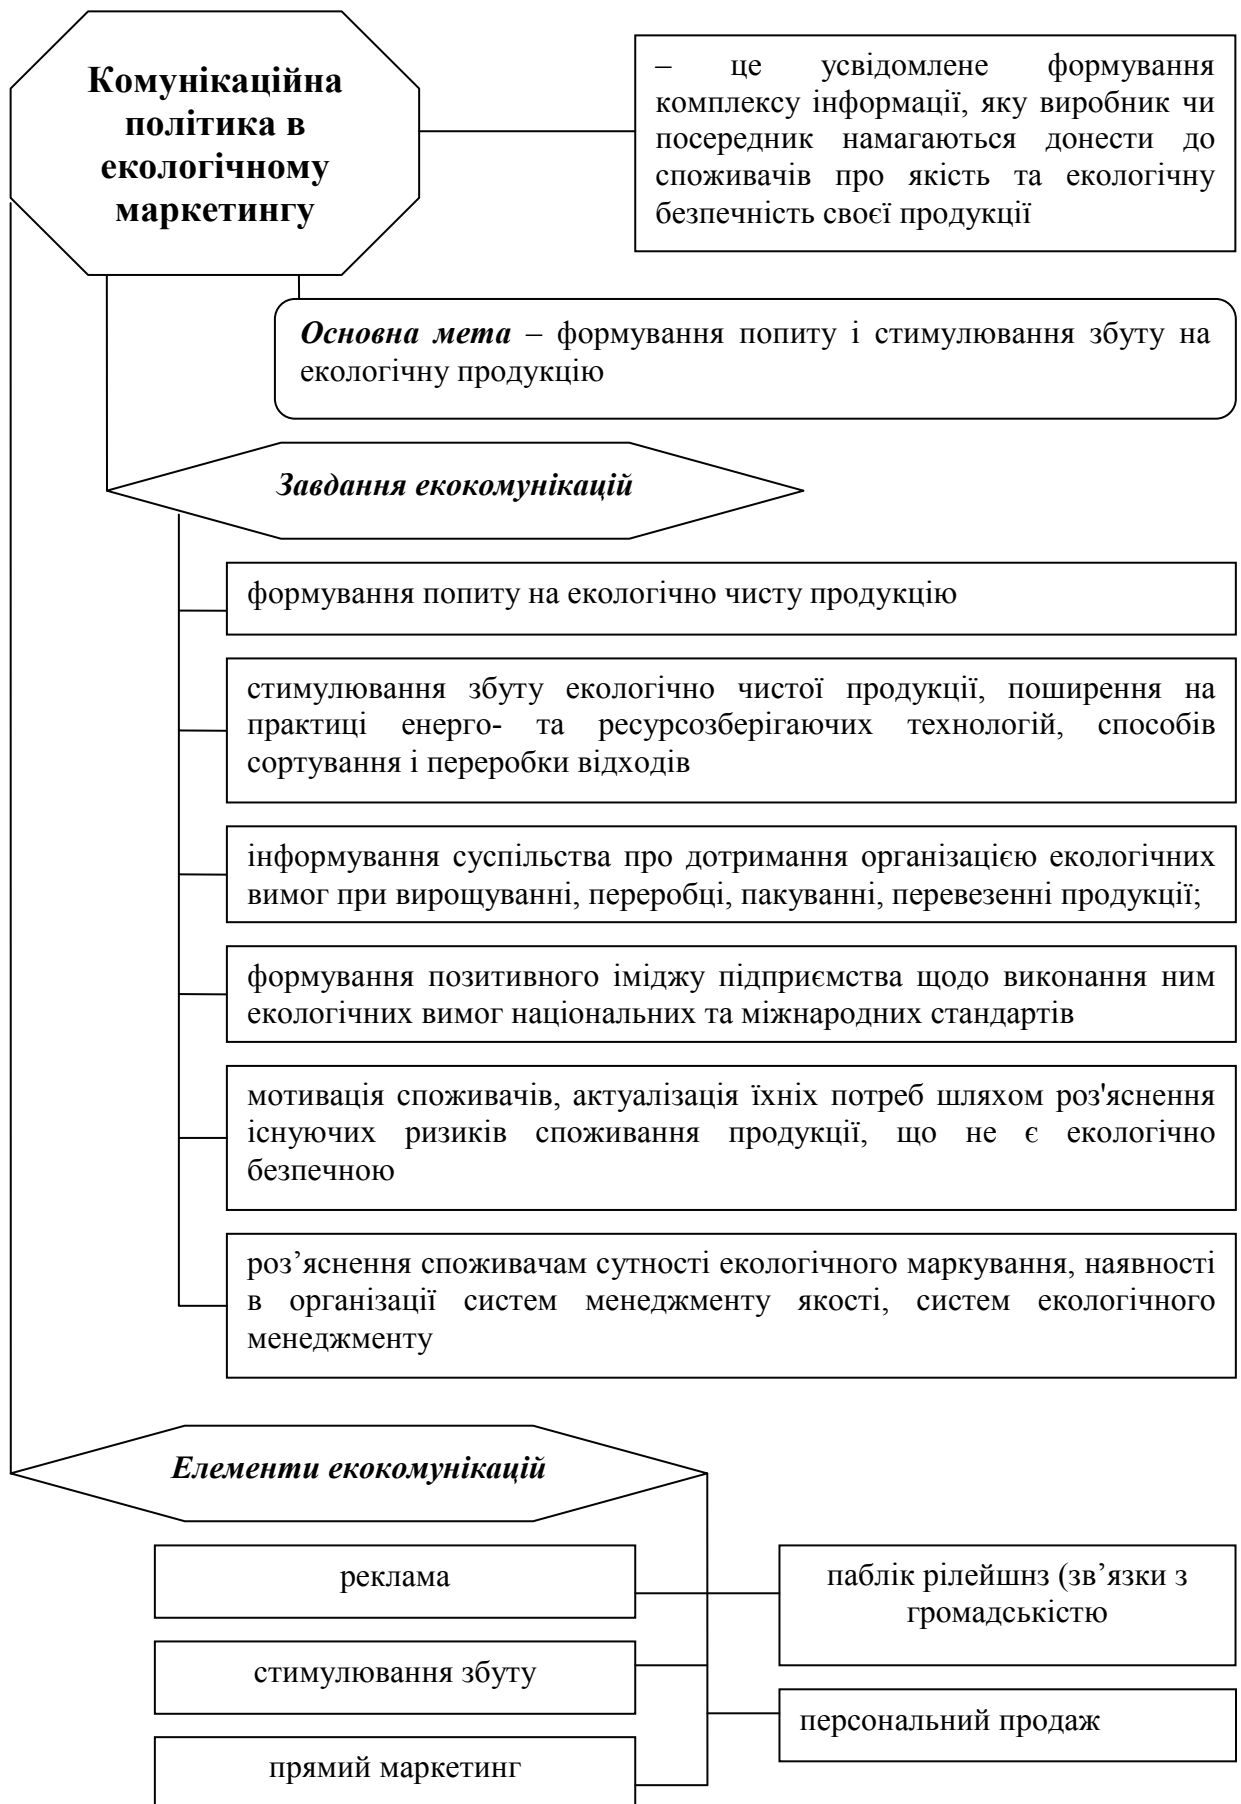 Комунікаційна
політика в
екологічному
маркетингу
– це усвідомлене формування
комплексу інформації, яку виробник чи
посередник намагаються донести до
споживачів про якість та екологічну
безпечність своєї продукції
Основна мета – формування попиту і стимулювання збуту на
екологічну продукцію
Завдання екокомунікацій
формування попиту на екологічно чисту продукцію
стимулювання збуту екологічно чистої продукції, поширення на
практиці енерго- та ресурсозберігаючих технологій, способів
сортування і переробки відходів
інформування суспільства про дотримання організацією екологічних
вимог при вирощуванні, переробці, пакуванні, перевезенні продукції;
формування позитивного іміджу підприємства щодо виконання ним
екологічних вимог національних та міжнародних стандартів
мотивація споживачів, актуалізація їхніх потреб шляхом роз'яснення
існуючих ризиків споживання продукції, що не є екологічно
безпечною
роз’яснення споживачам сутності екологічного маркування, наявності
в організації систем менеджменту якості, систем екологічного
менеджменту
Елементи екокомунікацій
реклама
паблік рілейшнз (зв’язки з
громадськістю
стимулювання збуту
персональний продаж
прямий маркетинг